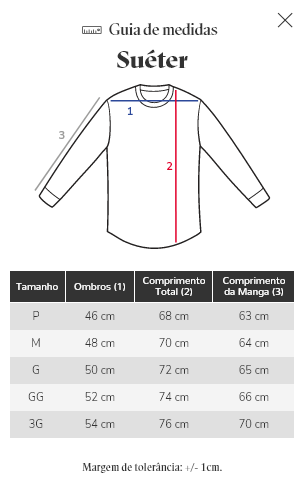 Guia de medidas
Suéter
3
1
2
Tamanho Ombros (1) Comprimento Total (2) Comprimento da Manga (3)
P 46 cm 68 cm 63 cm
M 48 cm 70 cm 64 cm
G 50 cm 72 cm 65 cm
GG 52 cm 74 cm 66 cm
3G 54 cm 76 cm 70 cm
Margem de tolerância: +/- 1cm.